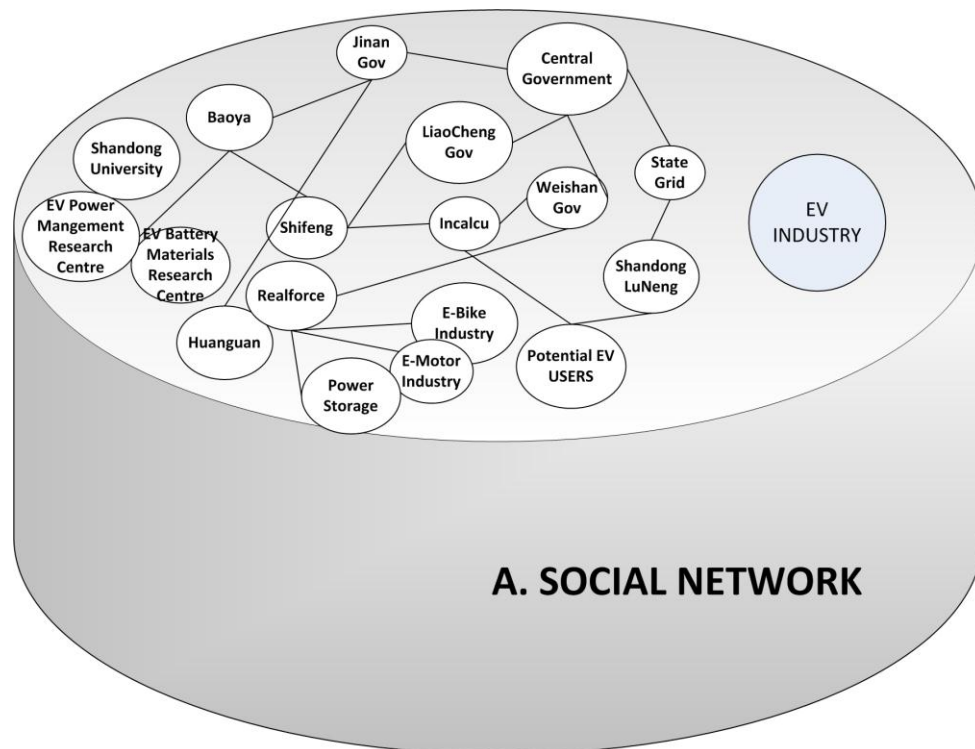 Jinan
Gov
Central
Government
Baoya
LiaoCheng
Gov
Shandong
University
State
Grid
Weishan
Gov
EV Power
Mangement
Research
Centre
EV
INDUSTRY
Shifeng
Incalcu
EV Battery
Materials
Research
Centre
Shandong
LuNeng
Realforce
E-Bike
Industry
Huanguan
E-Motor
Industry
Potential EV
USERS
Power
Storage
A. SOCIAL NETWORK